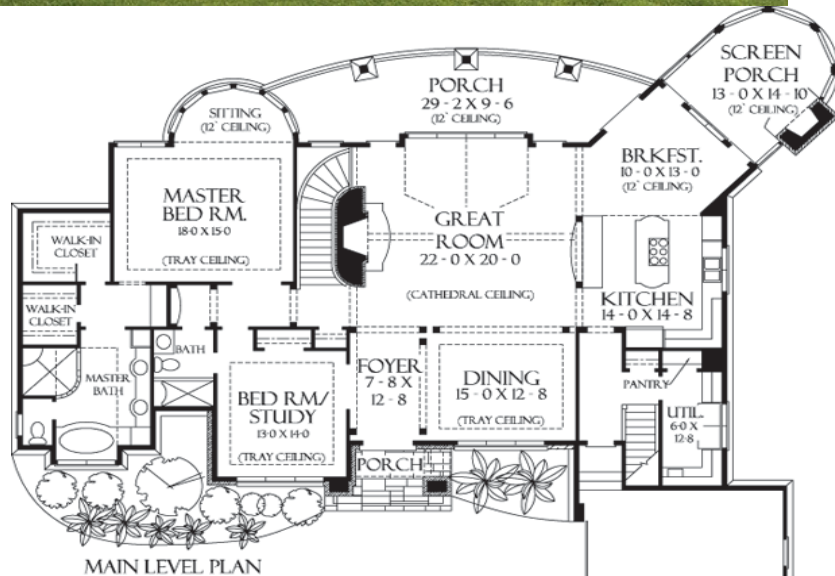 SCREEN
PORCH
13 - 0 X 14 - 10
(12' CEILING)
PORCH
29 - 2 X 9 - 6
(12' CEILING)
SITTING
(12' CEILING)
BRKFST.
10 - 0 X 13 - 0
(12' CEILING)
MASTER
BED RM.
18-0 X 15-0
(TRAY CEILING)
GREAT
ROOM
22 - 0 X 20 - 0
(CATHEDRAL CEILING)
WALK-IN
CLOSET
WALK-IN
CLOSET
KITCHEN
14 - 0 X 14 - 8
BATH
MASTER
BATH
FOYER
7 - 8 X
12 - 8
DINING
15 - 0 X 12 - 8
(TRAY CEILING)
PANTRY
BED RM/
STUDY
13-0 X 14-0
(TRAY CEILING)
UTIL.
6-0 X
12-8
PORCH
MAIN LEVEL PLAN